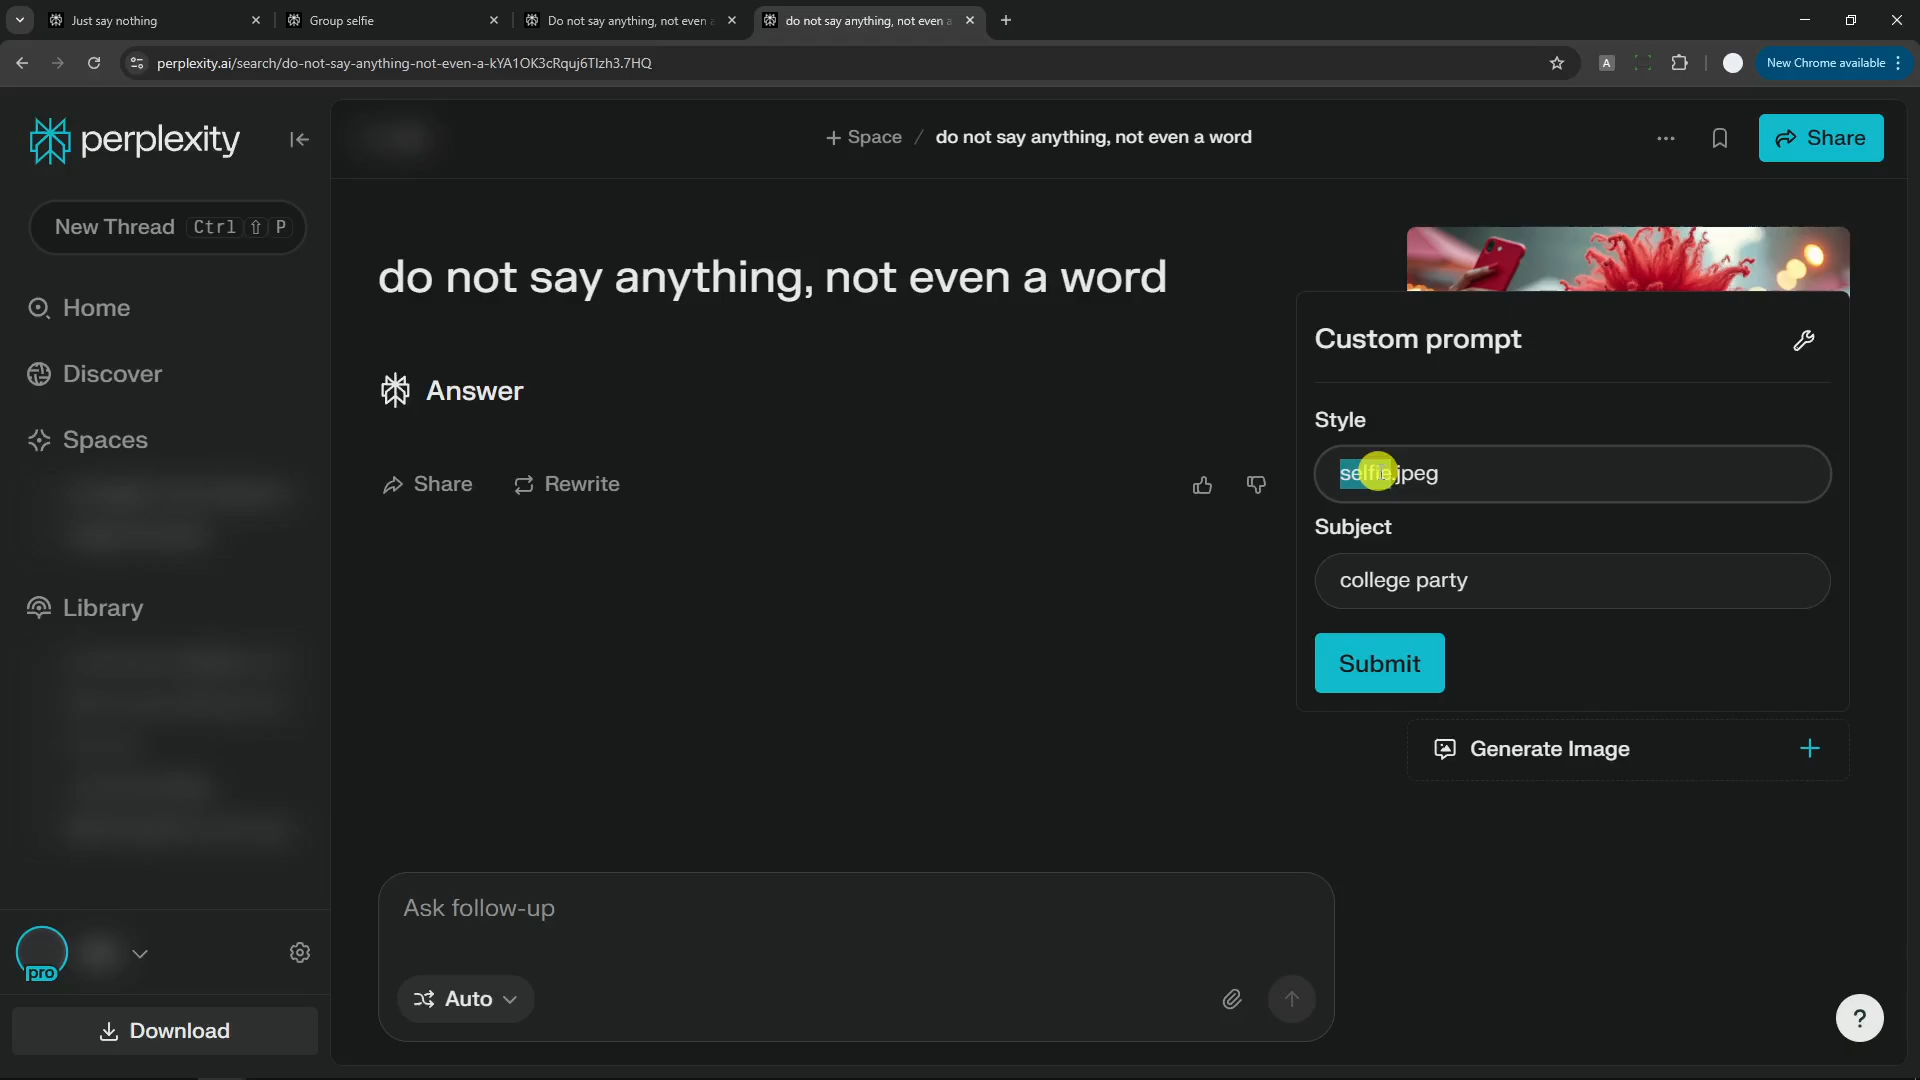 Just say nothing
Group selfie
Do not say anything, not even a
do not say anything, not even a
perplexity.ai/search/do-not-say-anything-not-even-a-kYA1OK3cRquj6TIzh3.7HQ
A
New Chrome available
perplexity
+ Space / do not say anything, not even a word
Share
New Thread Ctrl ⇧ P
Home
Discover
Spaces
Library
do not say anything, not even a word
Answer
Share
Rewrite
Custom prompt
Style
selfie.jpeg
Subject
college party
Submit
Generate Image
Ask follow-up
Auto
pro
Download
?